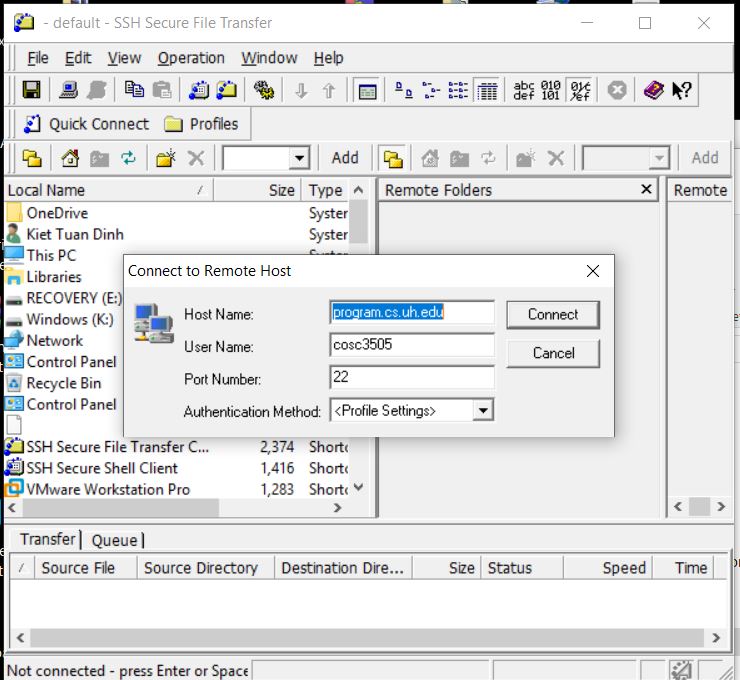 - default - SSH Secure File Transfer
File Edit View Operation Window Help
abc def 010 101
Quick Connect Profiles
Add Add
Local Name / Size Type Remote Folders Remote
OneDrive Syster
Kiet Tuan Dinh Syster
This PC Syster
Libraries
RECOVERY (E:)
Windows (K:)
Network
Control Panel
Recycle Bin
Control Panel
SSH Secure File Transfer C... 2,374 Shortc
SSH Secure Shell Client 1,416 Shortc
VMware Workstation Pro 1,283 Shortc
Connect to Remote Host
Host Name: program.cs.uh.edu Connect
User Name: cosc3505 Cancel
Port Number: 22
Authentication Method: <Profile Settings>
Transfer Queue
/ Source File Source Directory Destination Dire... Size Status Speed Time
Not connected - press Enter or Space